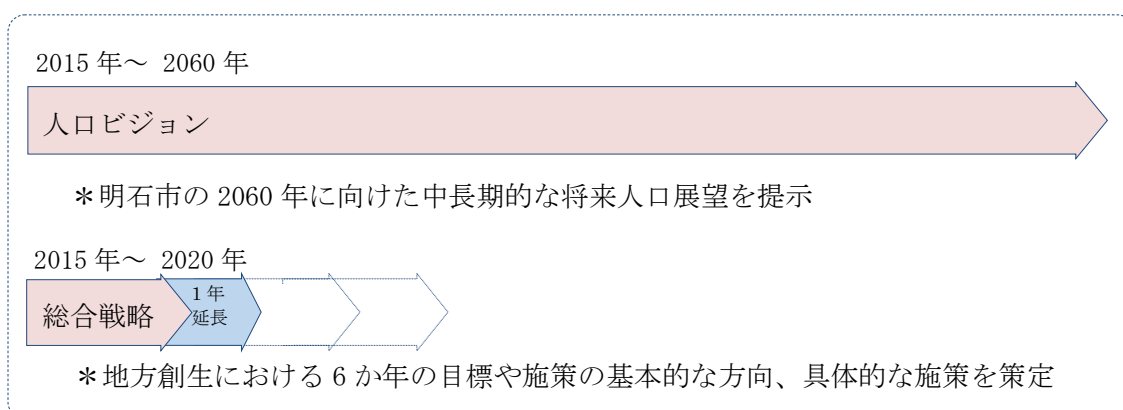 2015 年～ 2060 年
人口ビジョン
＊明石市の 2060 年に向けた中長期的な将来人口展望を提示
2015 年～ 2020 年
総合戦略
1 年
延長
＊地方創生における 6 か年の目標や施策の基本的な方向、具体的な施策を策定